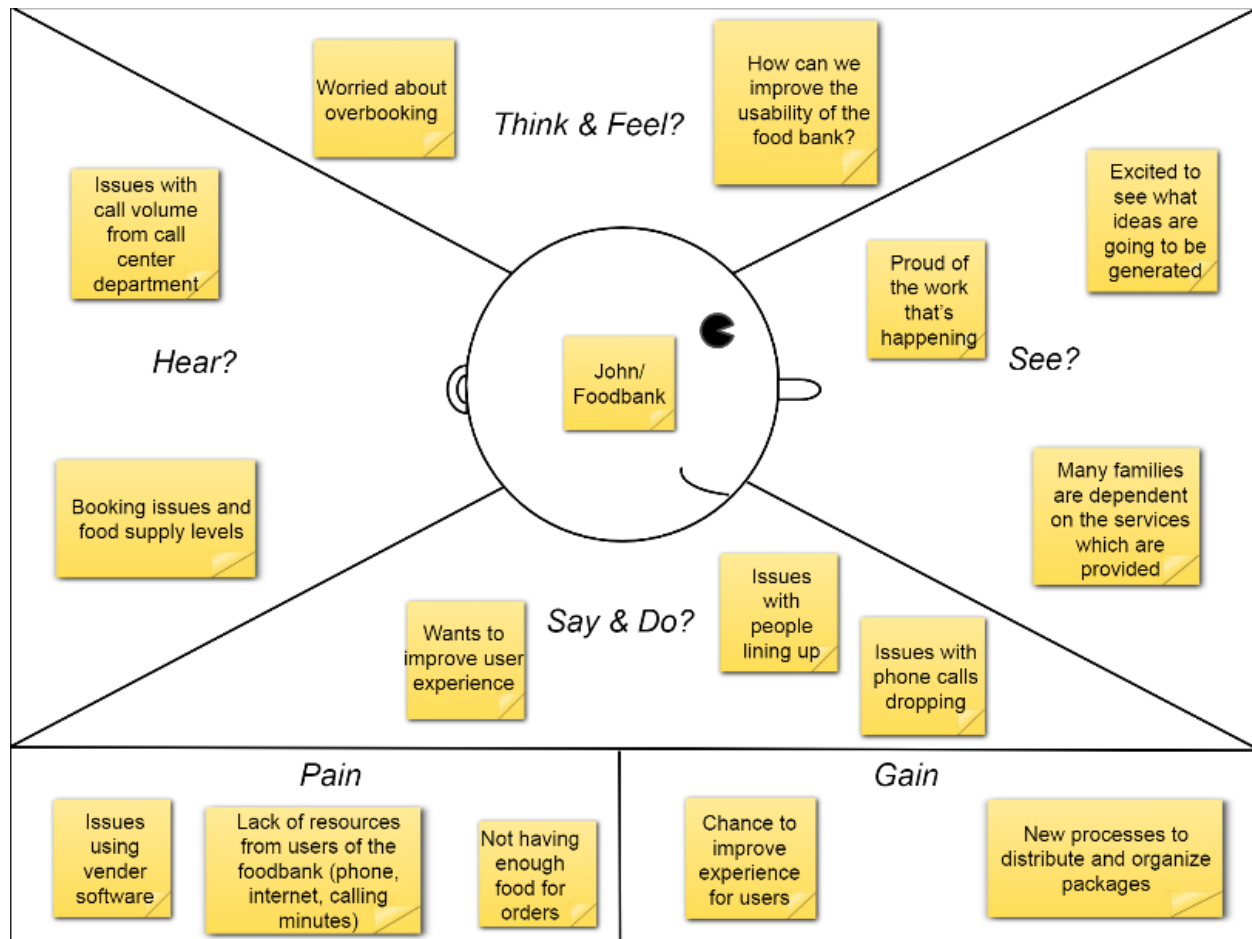 Think & Feel?
Worried about
overbooking
How can we
improve the
usability of the
food bank?
Hear?
Issues with
call volume
from call
center
department
Booking issues and
food supply levels
John/
Foodbank
See?
Proud of
the work
that's
happening
Excited to
see what
ideas are
going to be
generated
Many families
are dependent
on the services
which are
provided
Say & Do?
Wants to
improve user
experience
Issues
with
people
lining up
Issues with
phone calls
dropping
Pain
Issues
using
vender
software
Lack of resources
from users of the
foodbank (phone,
internet, calling
minutes)
Not having
enough
food for
orders
Gain
Chance to
improve
experience
for users
New processes to
distribute and organize
packages